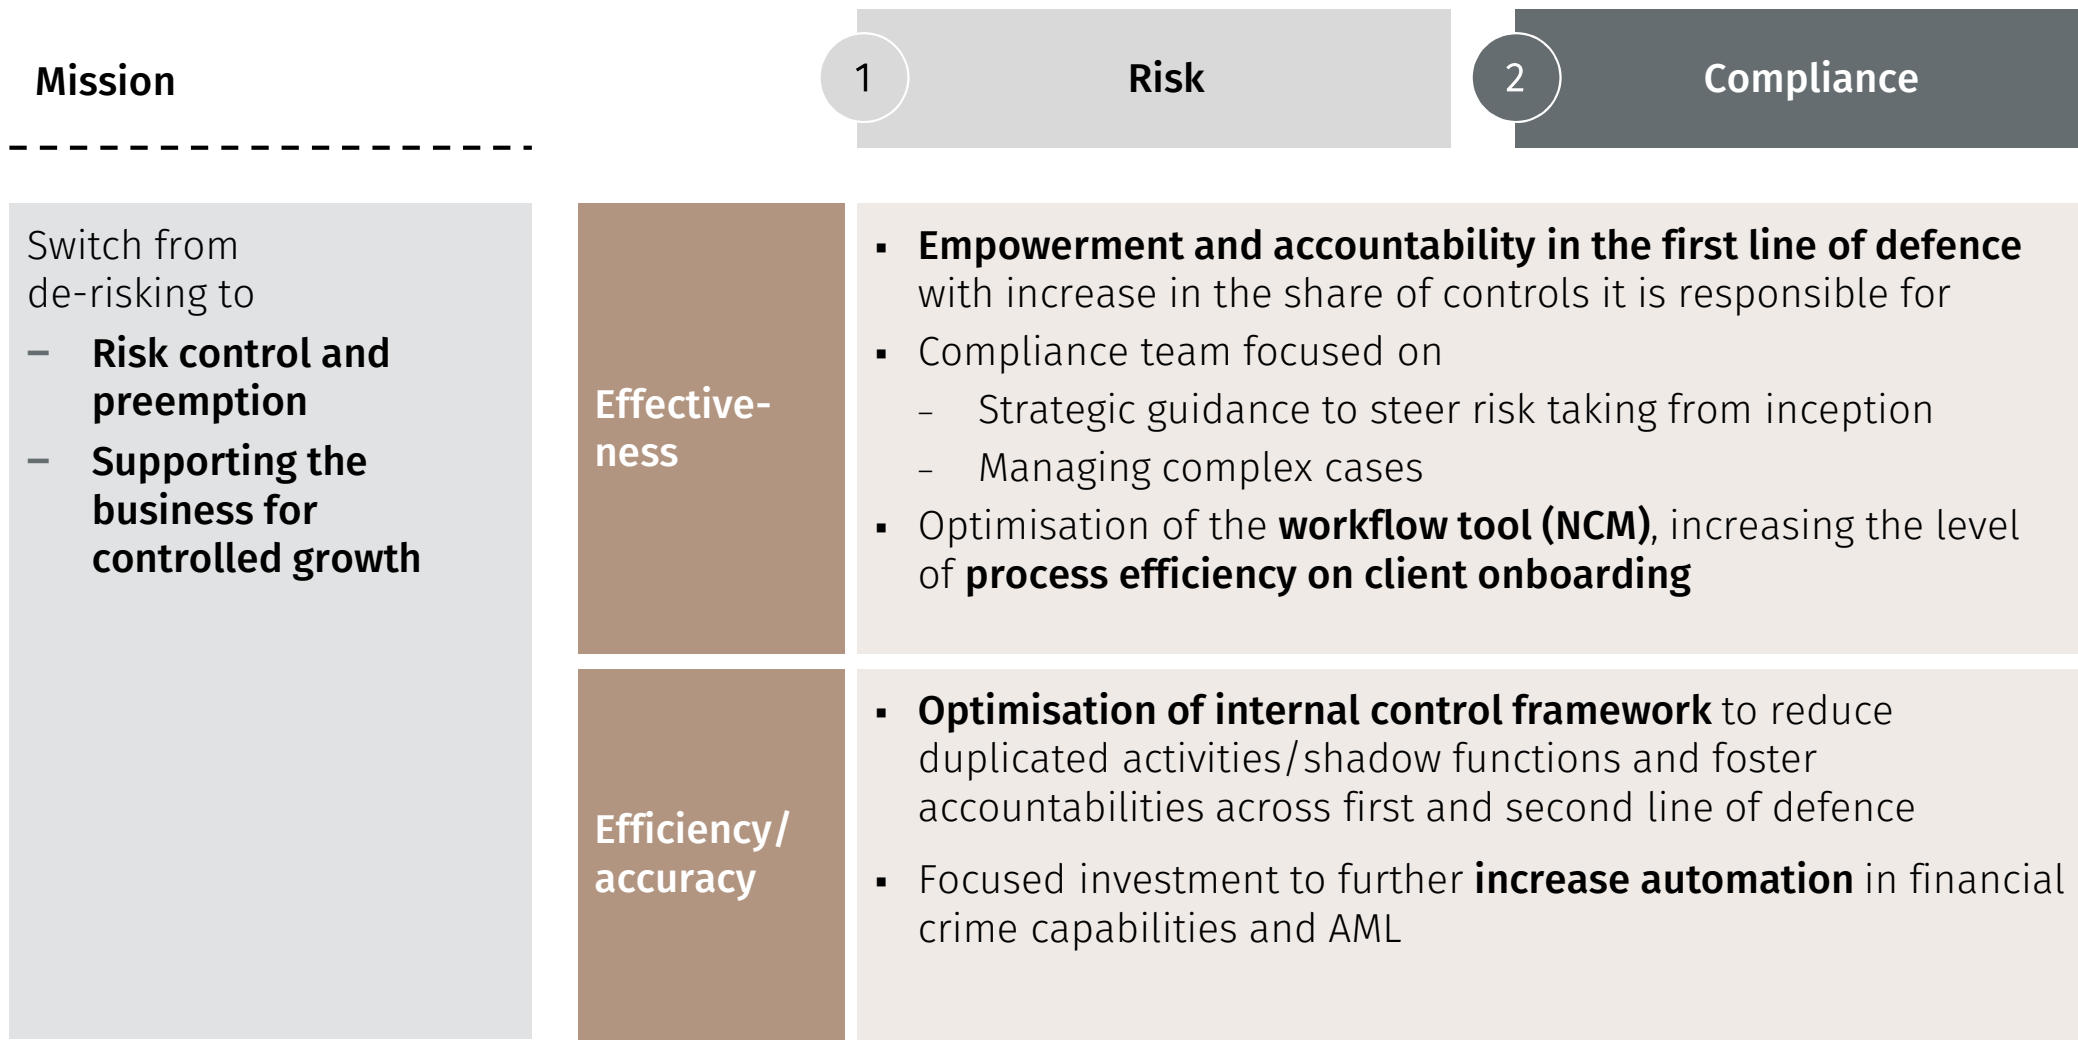 Mission
1
Risk
2
Compliance
Switch from
de-risking to
– Risk control and
preemption
– Supporting the
business for
controlled growth
Effective-
ness
▪ Empowerment and accountability in the first line of defence
with increase in the share of controls it is responsible for
▪ Compliance team focused on
– Strategic guidance to steer risk taking from inception
– Managing complex cases
▪ Optimisation of the workflow tool (NCM), increasing the level
of process efficiency on client onboarding
Efficiency/
accuracy
▪ Optimisation of internal control framework to reduce
duplicated activities/shadow functions and foster
accountabilities across first and second line of defence
▪ Focused investment to further increase automation in financial
crime capabilities and AML